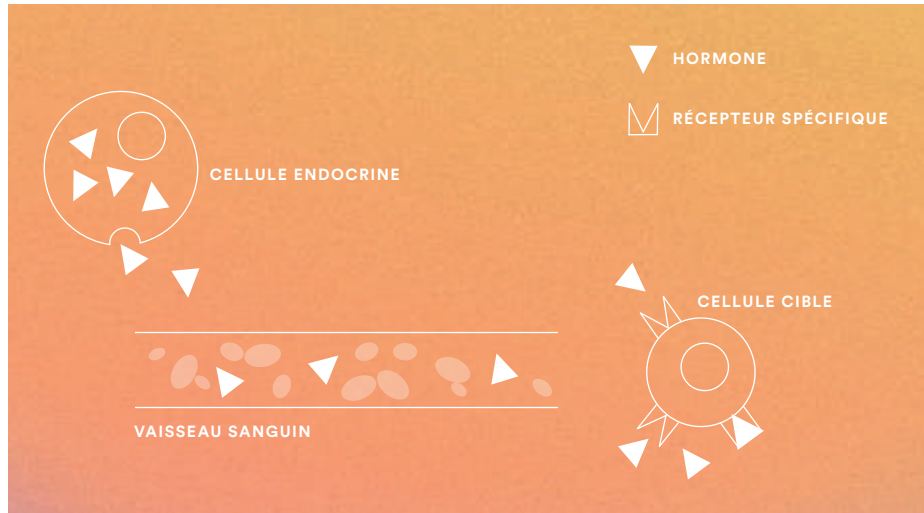 HORMONE
RÉCEPTEUR SPÉCIFIQUE
CELLULE ENDOCRINE
CELLULE CIBLE
VAISSEAU SANGUIN